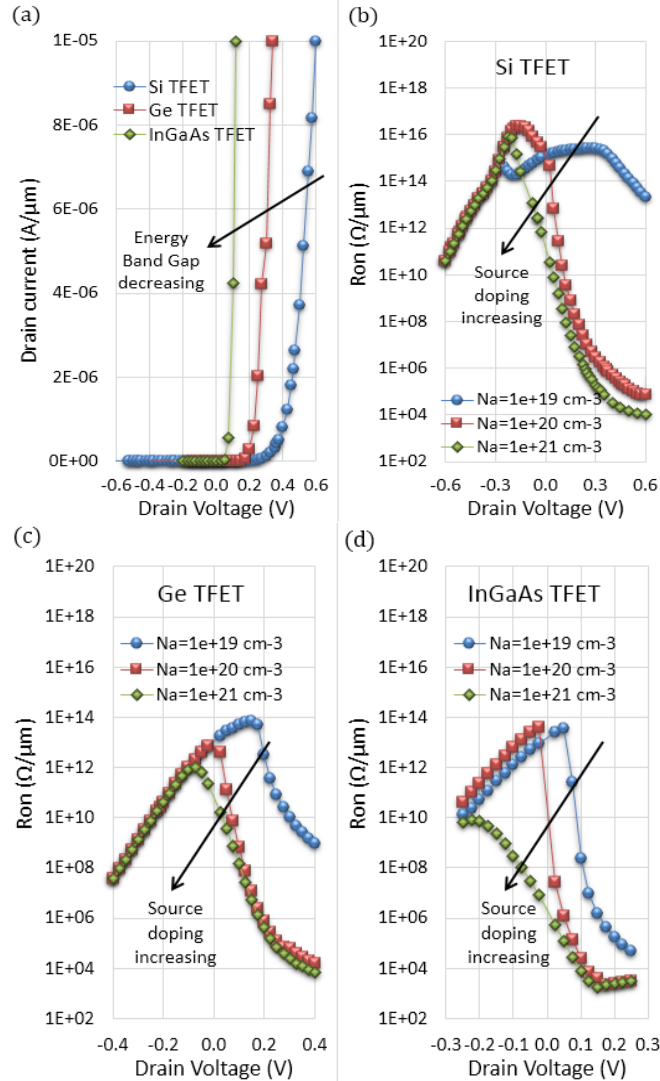 (a)
1E-05
8E-06
6E-06
4E-06
2E-06
0E+00
Drain current (A/μm)
Si TFET
Ge TFET
InGaAs TFET
Energy
Band Gap
decreasing
-0.6 -0.4 -0.2 0.0 0.2 0.4 0.6
Drain Voltage (V)
(b)
1E+20
1E+18
1E+16
1E+14
1E+12
1E+10
1E+08
1E+06
1E+04
1E+02
Ron (Ω/μm)
Si TFET
Source
doping
increasing
Na=1e+19 cm-3
Na=1e+20 cm-3
Na=1e+21 cm-3
-0.6 -0.3 0.0 0.3 0.6
Drain Voltage (V)
(c)
1E+20
1E+18
1E+16
1E+14
1E+12
1E+10
1E+08
1E+06
1E+04
1E+02
Ron (Ω/μm)
Ge TFET
Na=1e+19 cm-3
Na=1e+20 cm-3
Na=1e+21 cm-3
Source
doping
increasing
-0.4 -0.2 0.0 0.2 0.4
Drain Voltage (V)
(d)
1E+20
1E+18
1E+16
1E+14
1E+12
1E+10
1E+08
1E+06
1E+04
1E+02
Ron (Ω/μm)
InGaAs TFET
Na=1e+19 cm-3
Na=1e+20 cm-3
Na=1e+21 cm-3
Source
doping
increasing
-0.3 -0.2 -0.1 0.0 0.1 0.2 0.3
Drain Voltage (V)